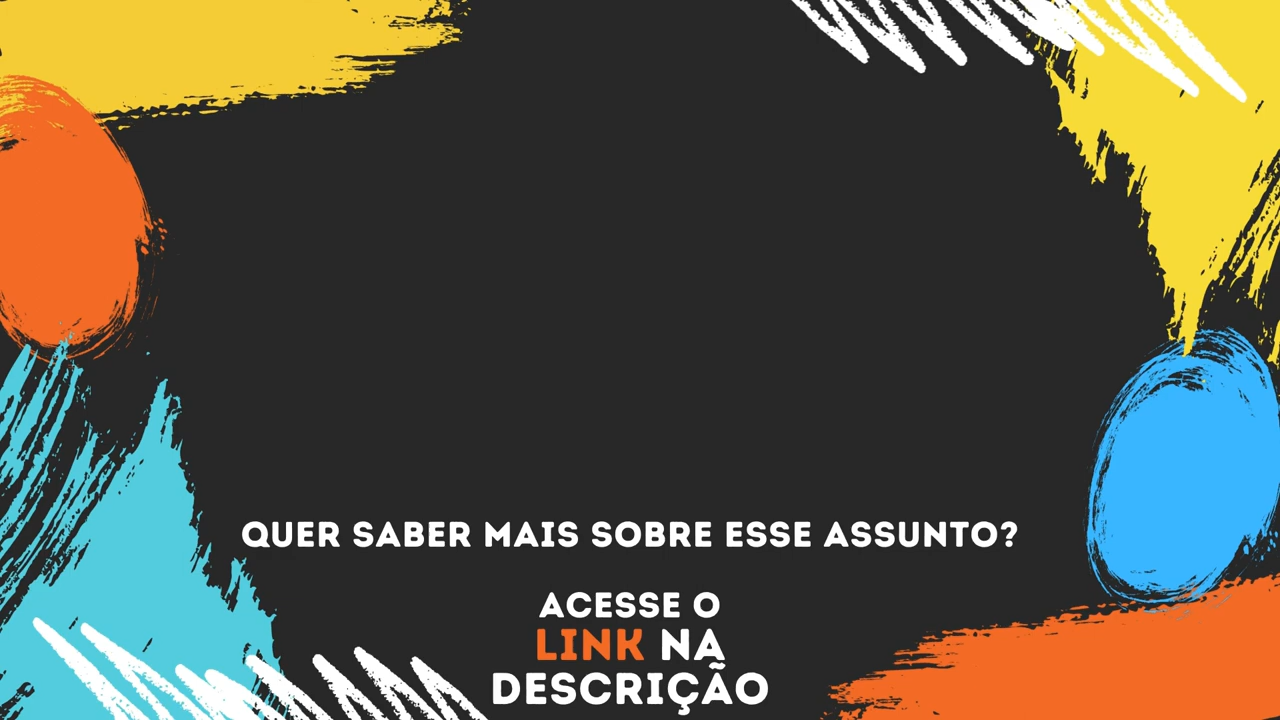 QUER SABER MAIS SOBRE ESSE ASSUNTO?
ACESSE O
LINK NA
DESCRIÇÃO